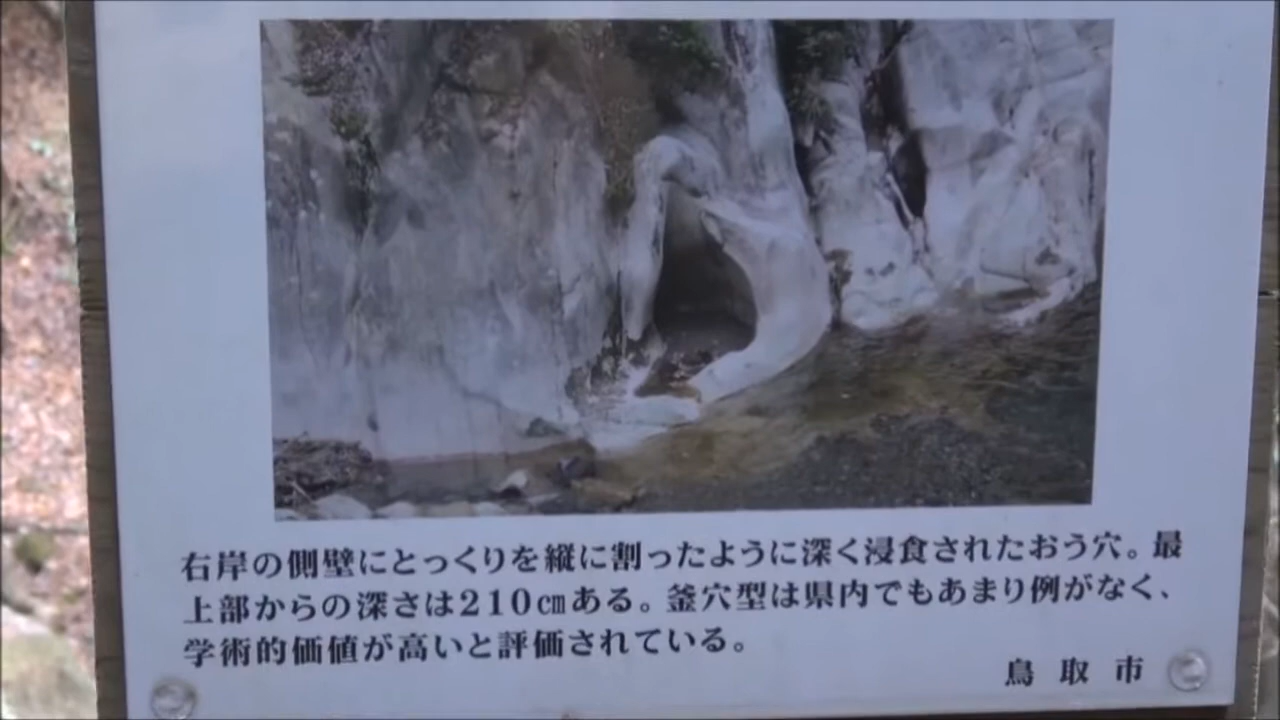 右岸の側壁にとっくりを縦に割ったように深く浸食されたおう穴。最
上部からの深さは210㎝ある。釜穴型は県内でもあまり例がなく、
学術的価値が高いと評価されている。
鳥取市